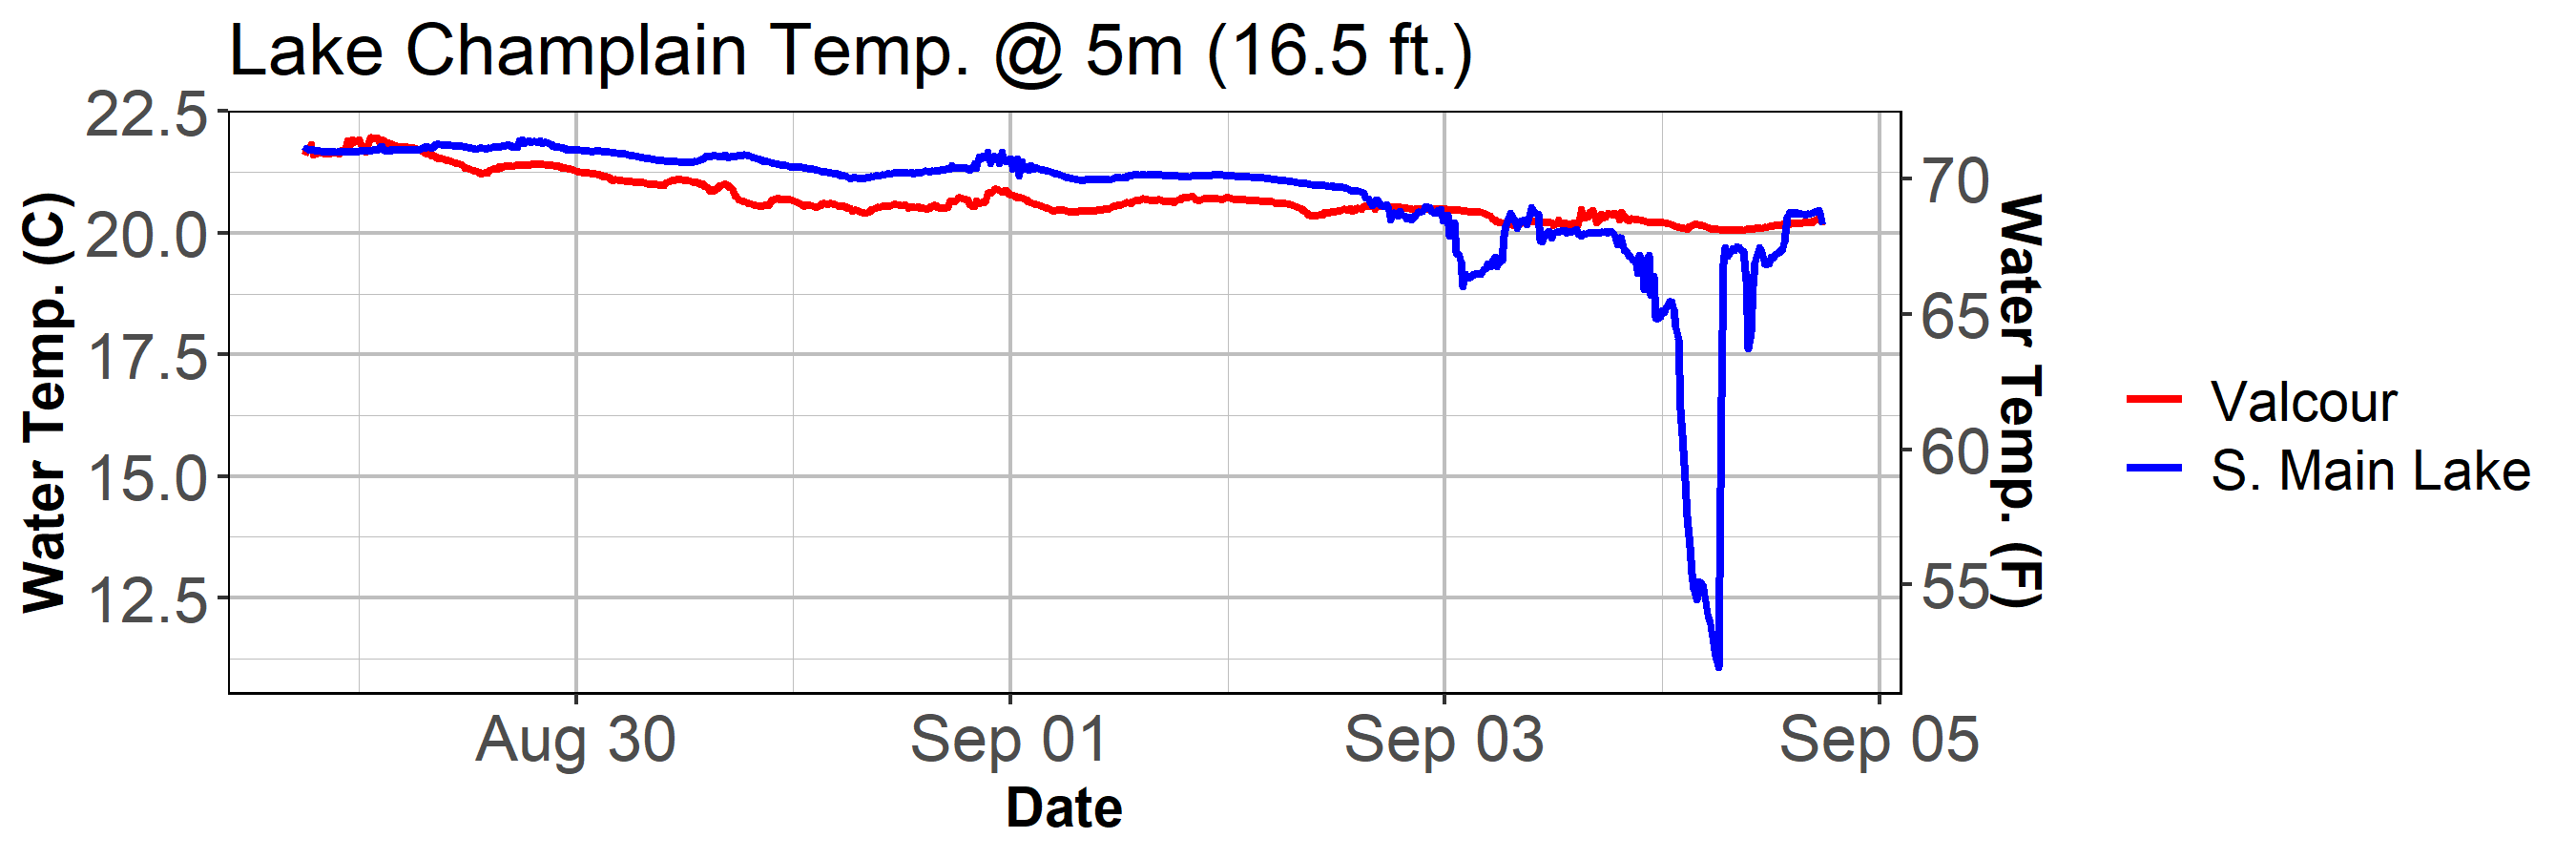 Lake Champlain Temp. @ 5m (16.5 ft.)
22.5
20.0
17.5
15.0
12.5
Water Temp. (C)
70
65
60
55
Water Temp. (F)
Aug 30
Sep 01
Sep 03
Sep 05
Date
Valcour
S. Main Lake